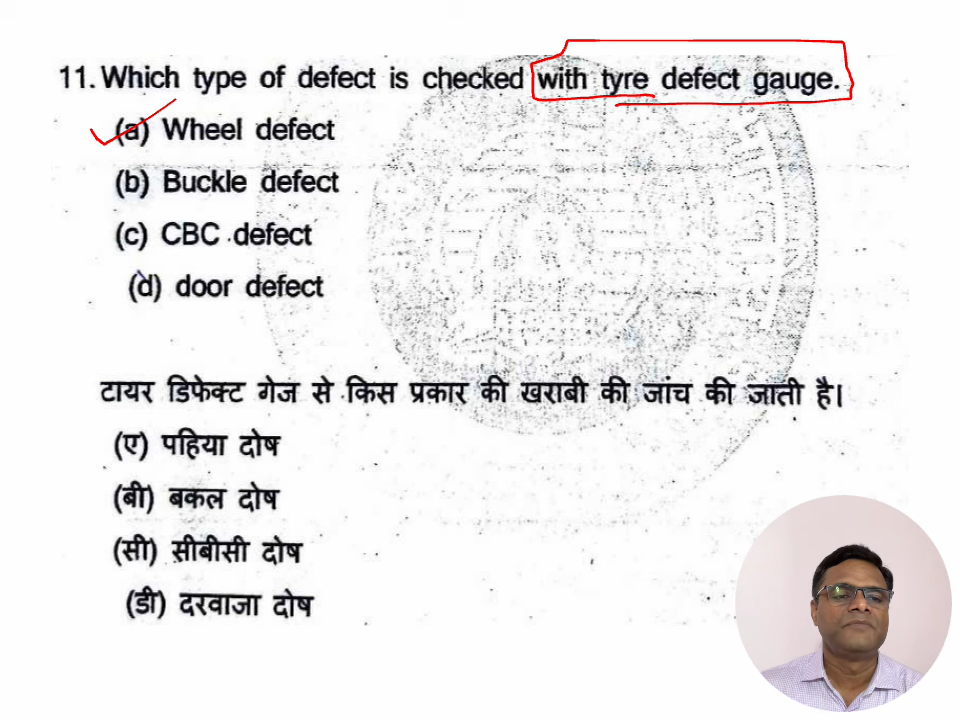 11. Which type of defect is checked with tyre defect gauge.
(a) Wheel defect
(b) Buckle defect
(c) CBC defect
(d) door defect
टायर डिफेक्ट गेज से किस प्रकार की खराबी की जांच की जाती है।
(ए) पहिया दोष
(बी) बकल दोष
(सी) सीबीसी दोष
(डी) दरवाजा दोष